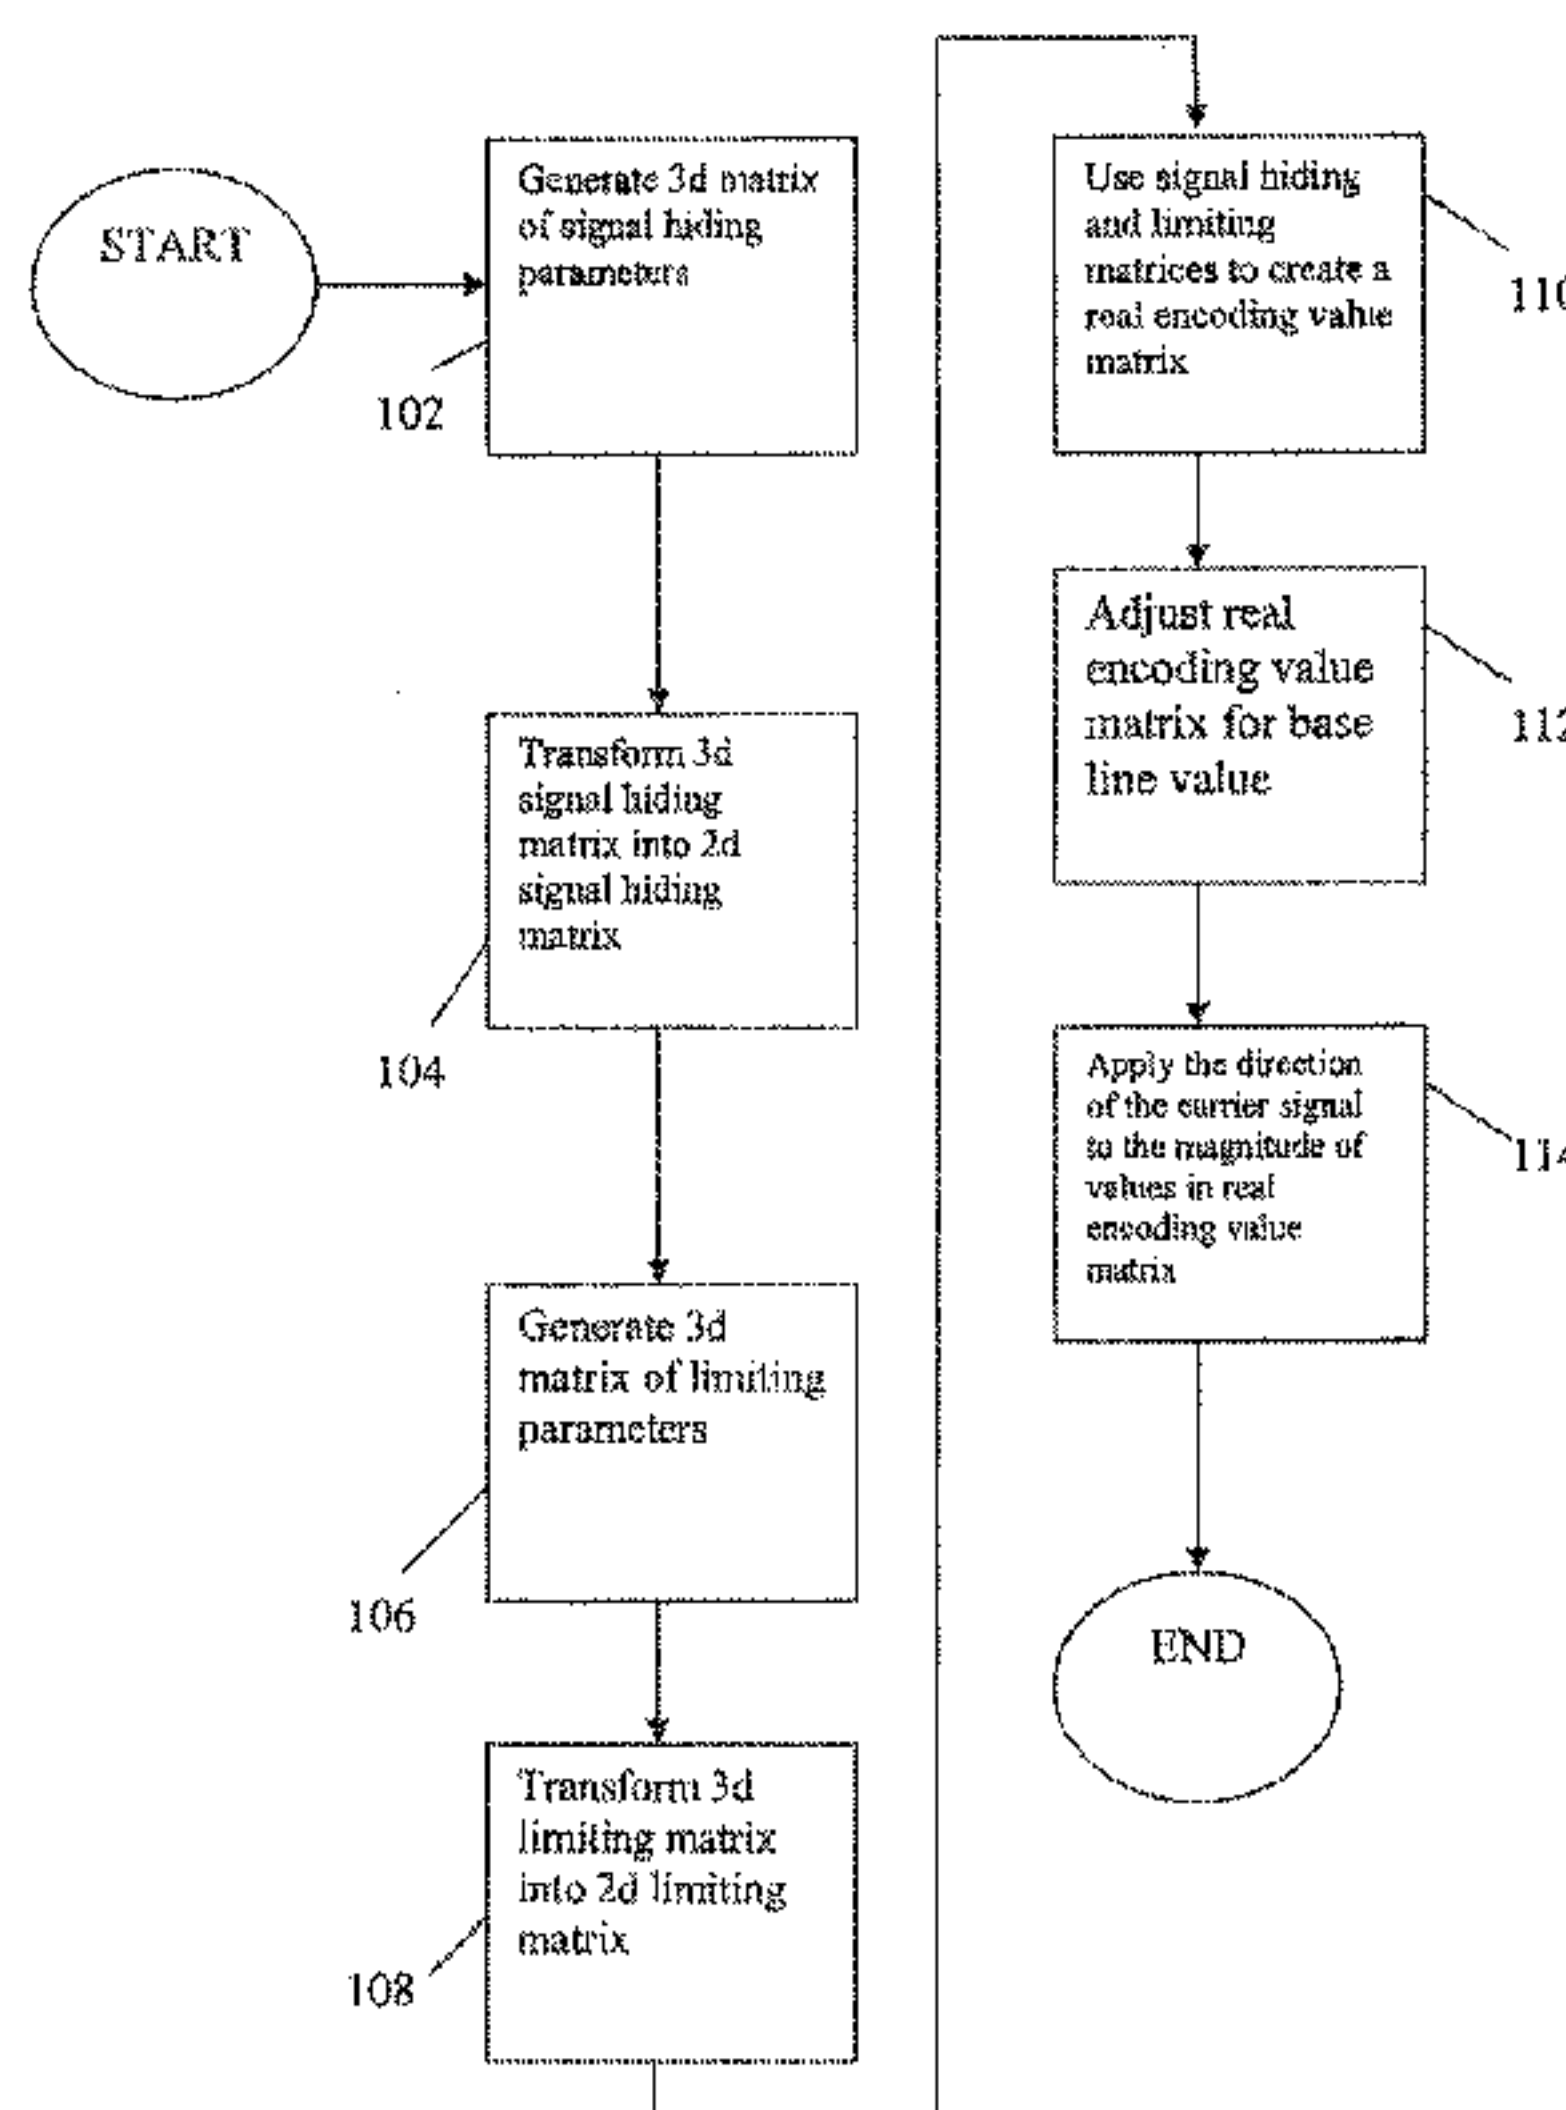 START
Generate 3d matrix
of signal hiding
parameters
102
Transform 3d
signal hiding
matrix into 2d
signal hiding
matrix
104
Generate 3d
matrix of limiting
parameters
106
Transform 3d
limiting matrix
into 2d limiting
matrix
108
Use signal hiding
and limiting
matrices to create a
real encoding value
matrix
110
Adjust real
encoding value
matrix for base
line value
112
Apply the direction
of the carrier signal
to the magnitude of
values in real
encoding value
matrix
114
END